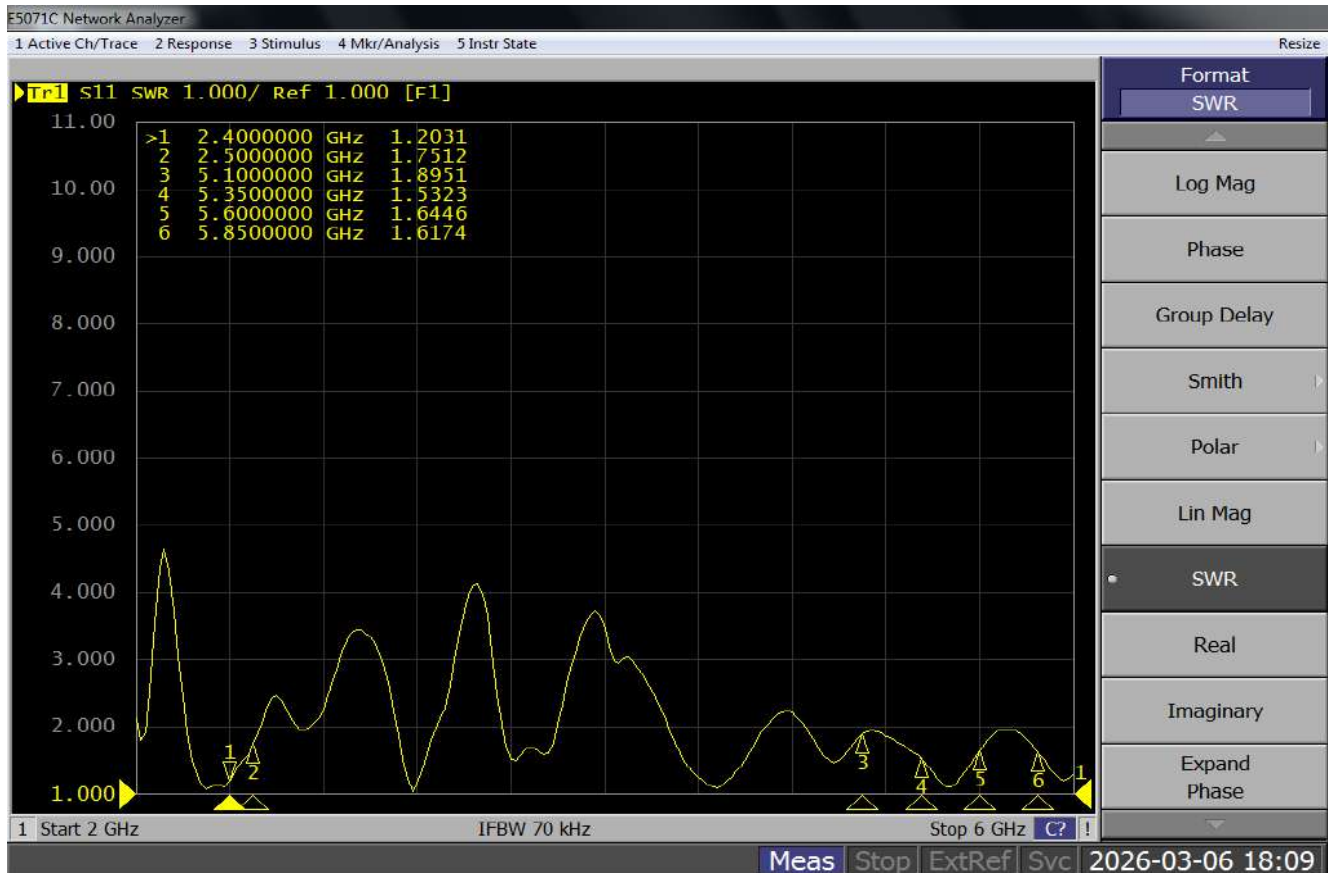 E5071C Network Analyzer
1 Active Ch/Trace 2 Response 3 Stimulus 4 Mkr/Analysis 5 Instr State
Resize
Tr1 S11 SWR 1.000/ Ref 1.000 [F1]
11.00
10.00
9.000
8.000
7.000
6.000
5.000
4.000
3.000
2.000
1.000
>1 2.4000000 GHz 1.2031
2 2.5000000 GHz 1.7512
3 5.1000000 GHz 1.8951
4 5.3500000 GHz 1.5323
5 5.6000000 GHz 1.6446
6 5.8500000 GHz 1.6174
1
2
3
4
5
6
1
1 Start 2 GHz
IFBW 70 kHz
Stop 6 GHz C? !
Format
SWR
Log Mag
Phase
Group Delay
Smith
Polar
Lin Mag
SWR
Real
Imaginary
Expand
Phase
Meas Stop ExtRef Svc 2026-03-06 18:09